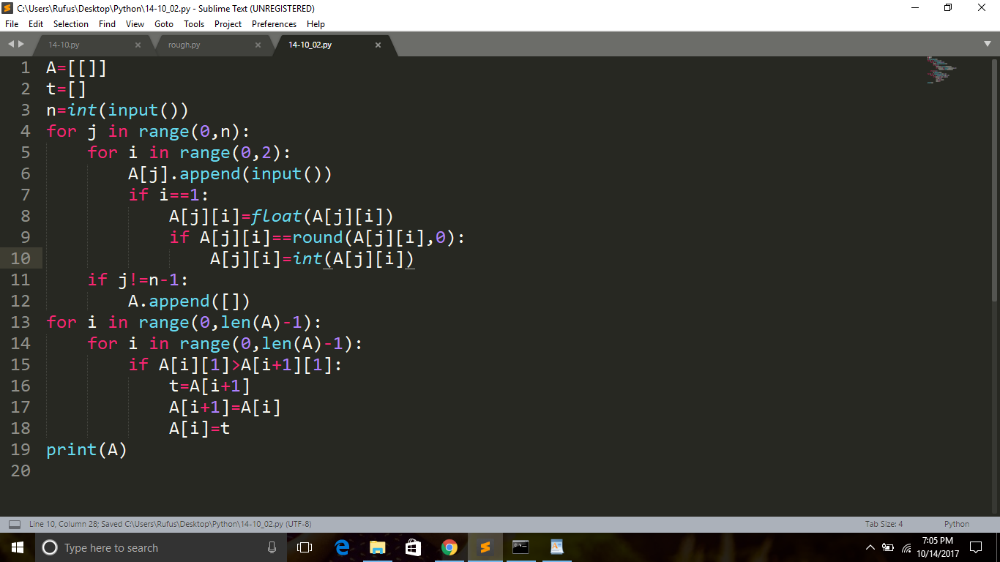 C:\Users\Rufus\Desktop\Python\14-10_02.py - Sublime Text (UNREGISTERED)
File Edit Selection Find View Goto Tools Project Preferences Help
14-10.py × rough.py × 14-10_02.py ×
1 A=[[]]
2 t=[]
3 n=int(input())
4 for j in range(0,n):
5     for i in range(0,2):
6         A[j].append(input())
7         if i==1:
8             A[j][i]=float(A[j][i])
9             if A[j][i]==round(A[j][i],0):
10                 A[j][i]=int(A[j][i])
11     if j!=n-1:
12         A.append([])
13 for i in range(0,len(A)-1):
14     for i in range(0,len(A)-1):
15         if A[i][1]>A[i+1][1]:
16             t=A[i+1]
17             A[i+1]=A[i]
18             A[i]=t
19 print(A)
20
Line 10, Column 28; Saved C:\Users\Rufus\Desktop\Python\14-10_02.py (UTF-8) Tab Size: 4 Python
Type here to search
7:05 PM
10/14/2017